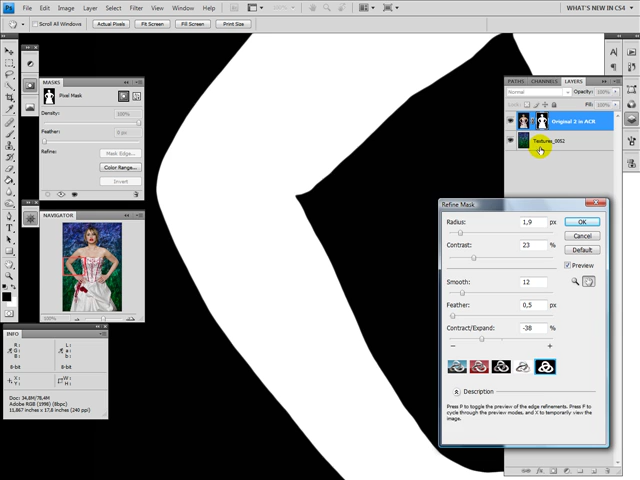 Ps File Edit Image Layer Select Filter View Window Help
WHAT'S NEW IN CS4
Scroll All Windows Actual Pixels Fit Screen Fill Screen Print Size
MASKS
Pixel Mask
Density: 100%
Feather: 0 px
Refine: Mask Edge...
Color Range...
Invert
NAVIGATOR
INFO
R:
G:
B:
C:
M:
Y:
K:
8-bit 8-bit
X:
Y:
W:
H:
Doc: 34,8M/78,4M
Adobe RGB (1998) (8bpc)
11,867 inches x 17,8 inches (240 ppi)
PATHS CHANNELS LAYERS
Normal Opacity: 100%
Lock: Fill: 100%
Original 2 in ACR
Textures_0052
Refine Mask
Radius: 1,9 px
OK
Contrast: 23 %
Cancel
Default
Preview
Smooth: 12
Feather: 0,5 px
Contract/Expand: -38 %
Description
Press P to toggle the preview of the edge refinements. Press F to
cycle through the preview modes, and X to temporarily view the
image.